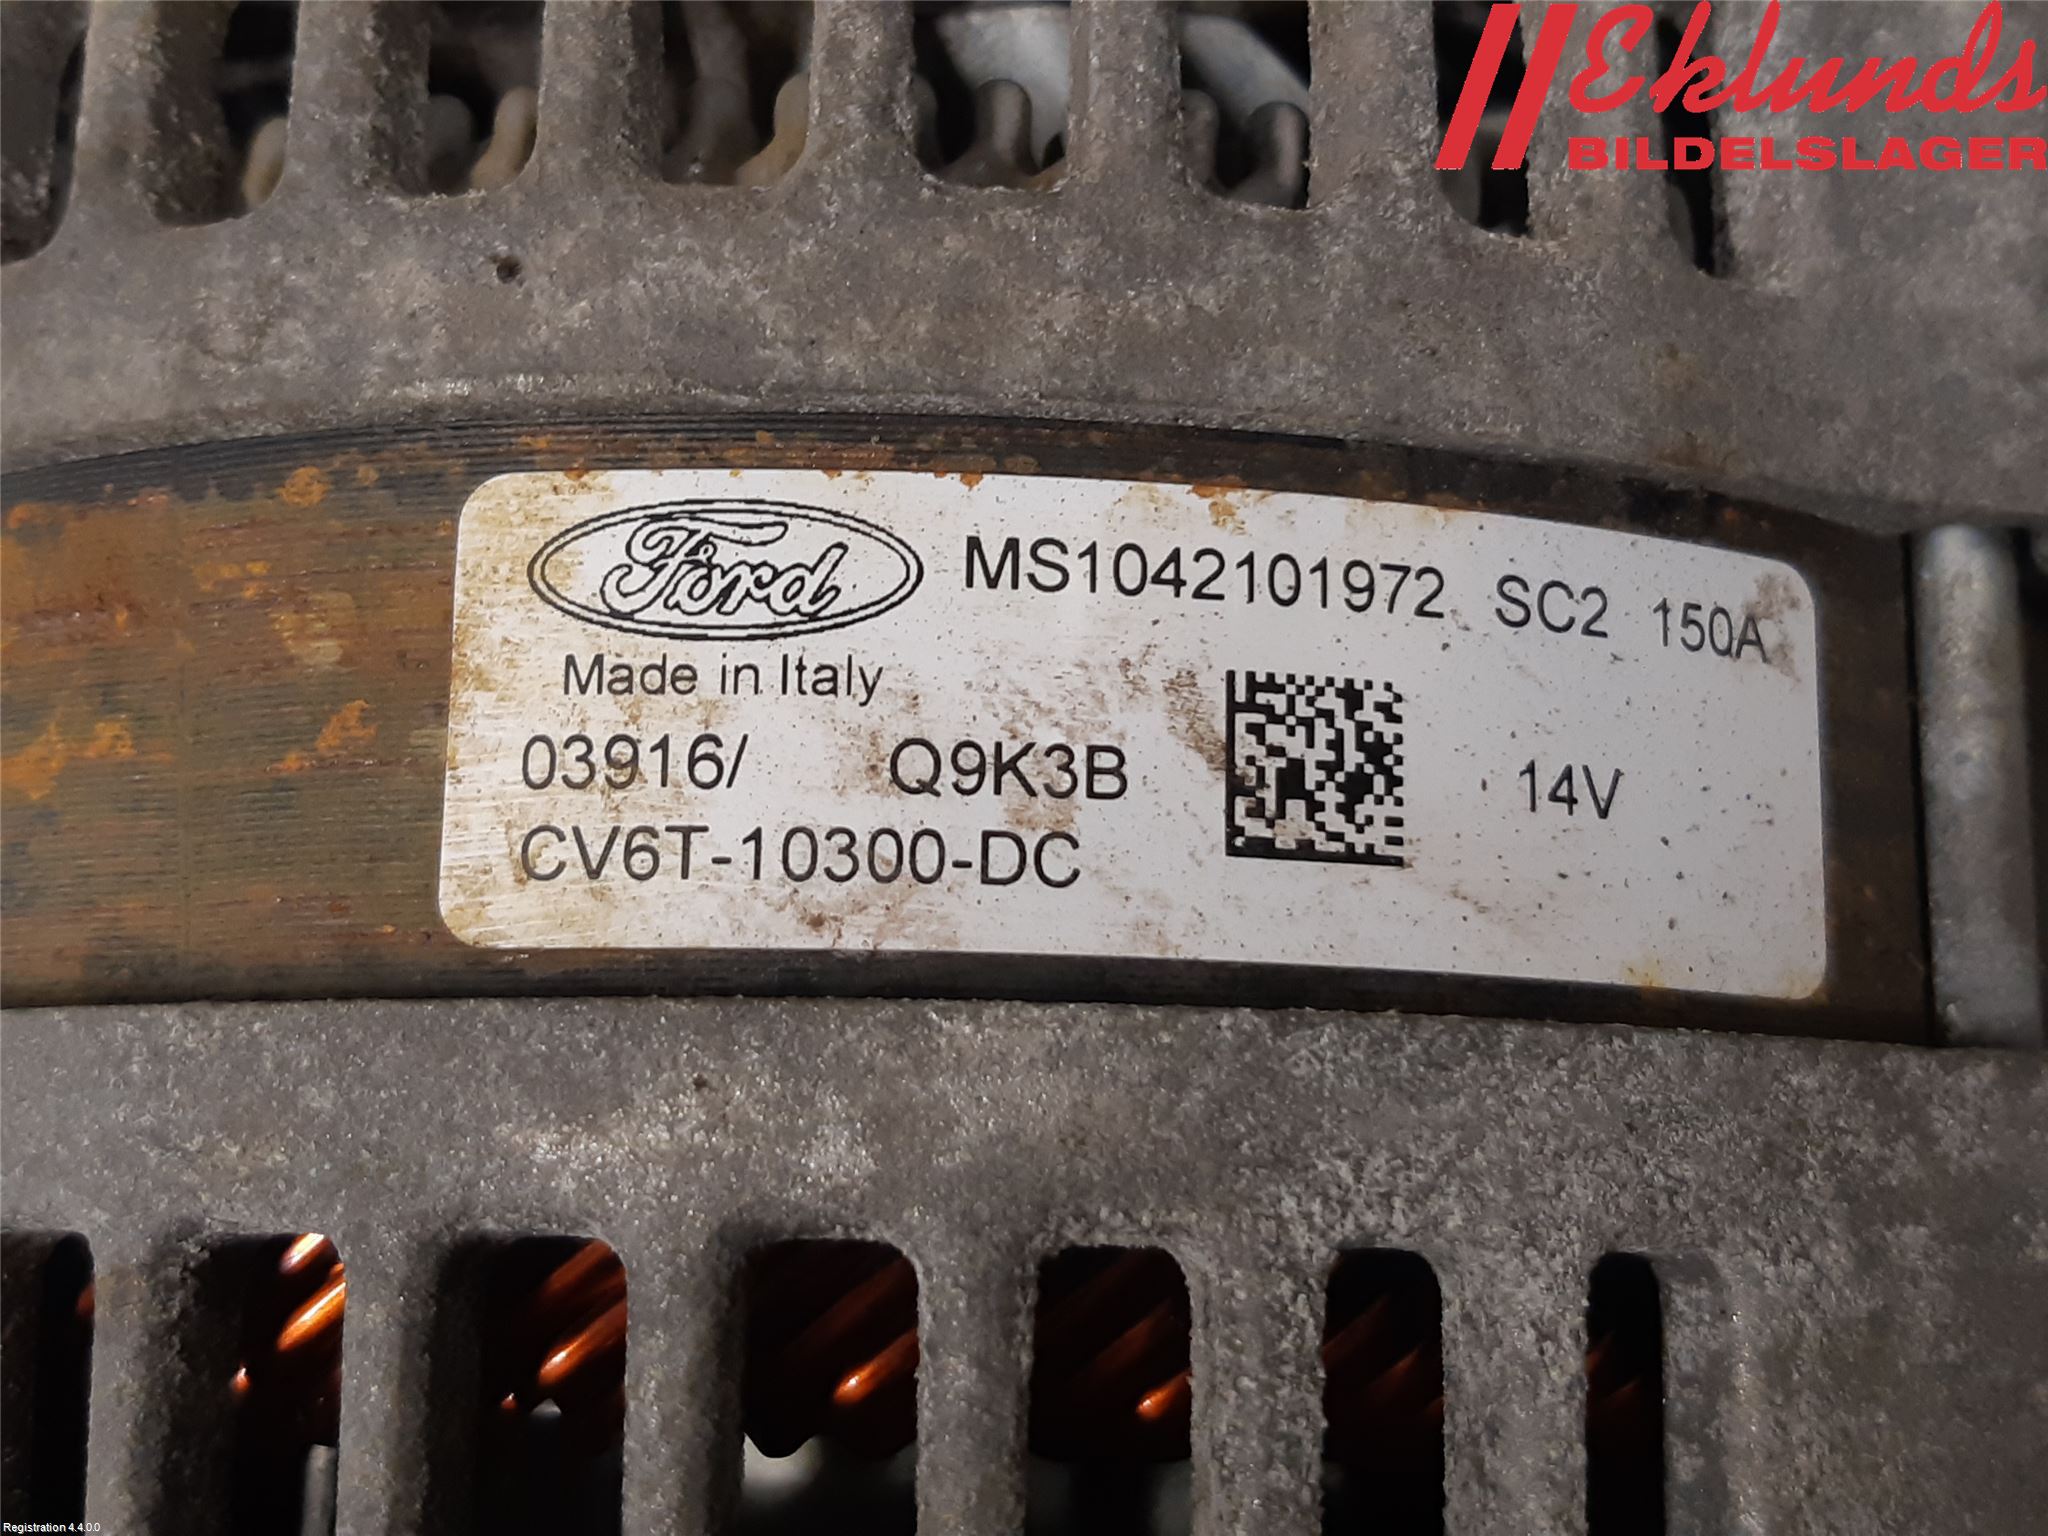 Eklunds
BILDELSLAGER
Ford MS1042101972 SC2 150A
Made in Italy
03916/ Q9K3B 14V
CV6T-10300-DC
Registration 4.4.0.0